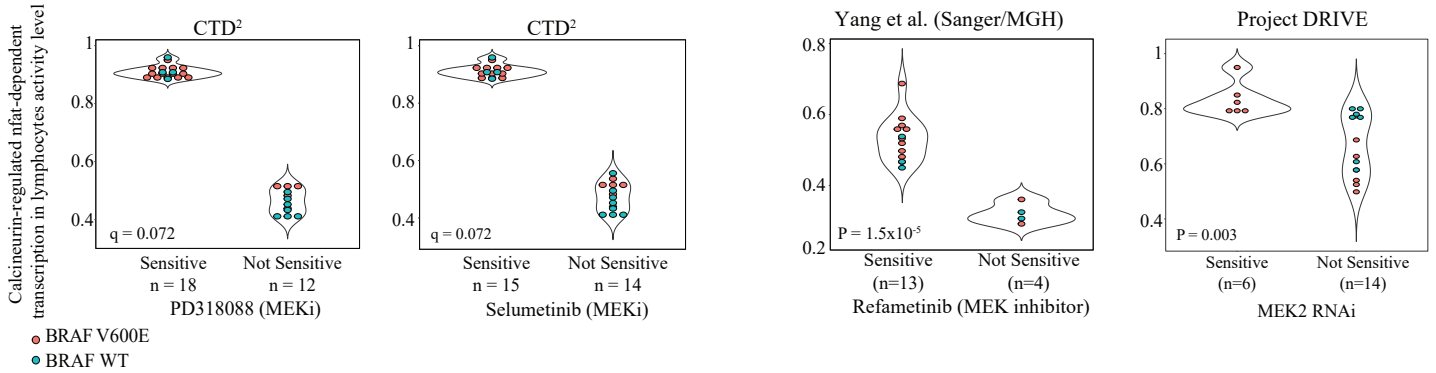 Calcineurin-regulated nfat-dependent
transcription in lymphocytes activity level
CTD²
1
0.8
0.6
0.4
q = 0.072
Sensitive Not Sensitive
n = 18 n = 12
PD318088 (MEKi)
CTD²
1
0.8
0.6
0.4
q = 0.072
Sensitive Not Sensitive
n = 15 n = 14
Selumetinib (MEKi)
Yang et al. (Sanger/MGH)
0.8
0.6
0.4
0.2
P = 1.5x10⁻⁵
Sensitive Not Sensitive
(n=13) (n=4)
Refametinib (MEK inhibitor)
Project DRIVE
1
0.8
0.6
0.4
P = 0.003
Sensitive Not Sensitive
(n=6) (n=14)
MEK2 RNAi
BRAF V600E
BRAF WT